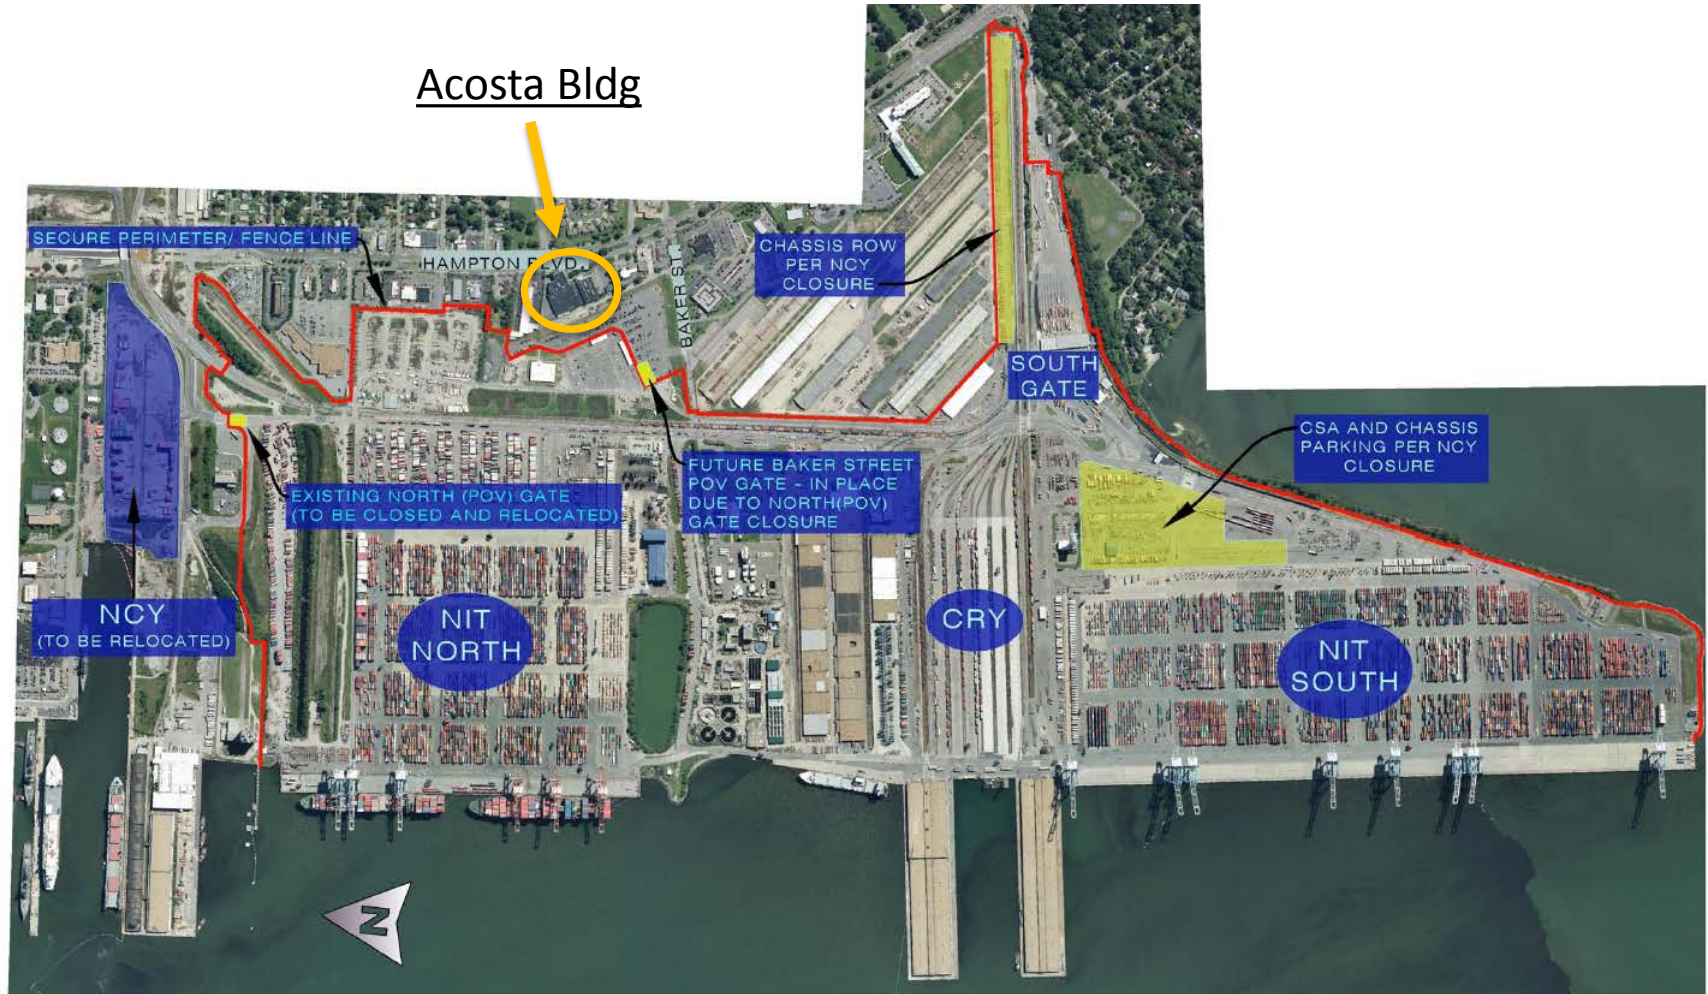 Acosta Bldg
SECURE PERIMETER/ FENCE LINE
HAMPTON BLVD.
BAKER ST.
CHASSIS ROW
PER NCY
CLOSURE
SOUTH
GATE
CSA AND CHASSIS
PARKING PER NCY
CLOSURE
EXISTING NORTH (POV) GATE
(TO BE CLOSED AND RELOCATED)
FUTURE BAKER STREET
POV GATE - IN PLACE
DUE TO NORTH(POV)
GATE CLOSURE
NCY
(TO BE RELOCATED)
NIT
NORTH
CRY
NIT
SOUTH
N